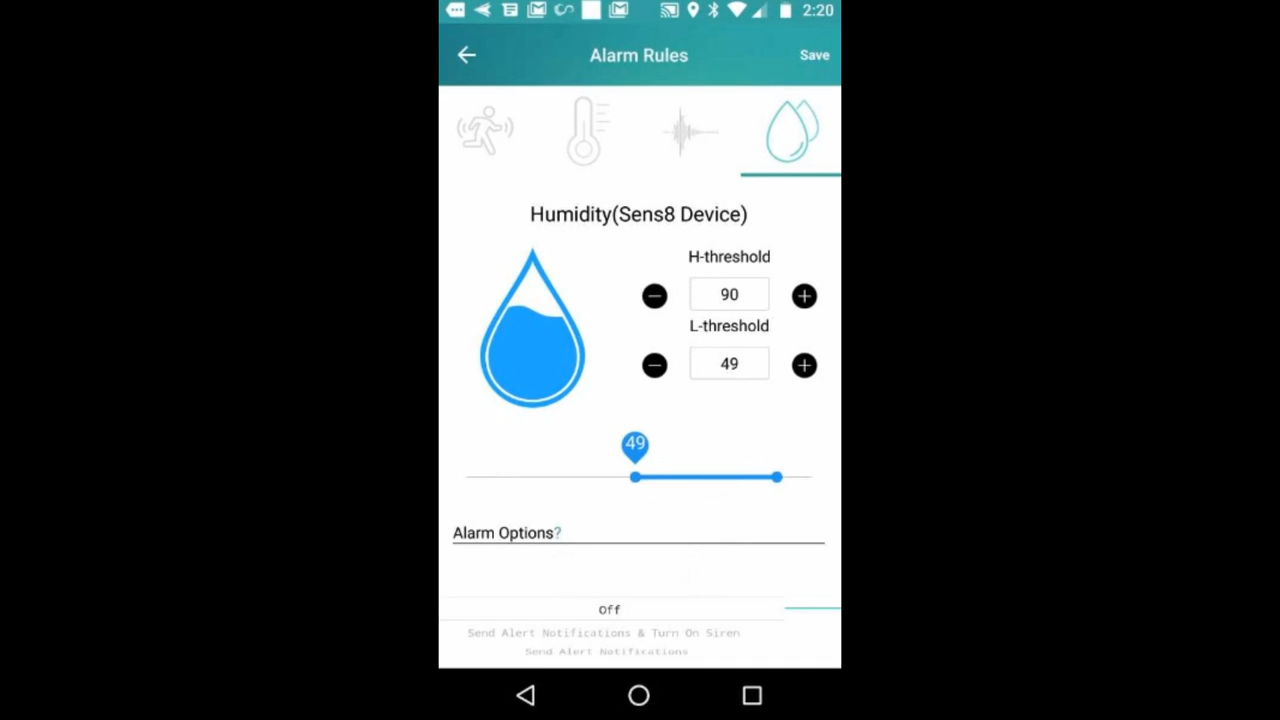 2:20
Alarm Rules
Save
Humidity(Sens8 Device)
H-threshold
90
L-threshold
49
49
Alarm Options?
Off
Send Alert Notifications & Turn On Siren
Send Alert Notifications